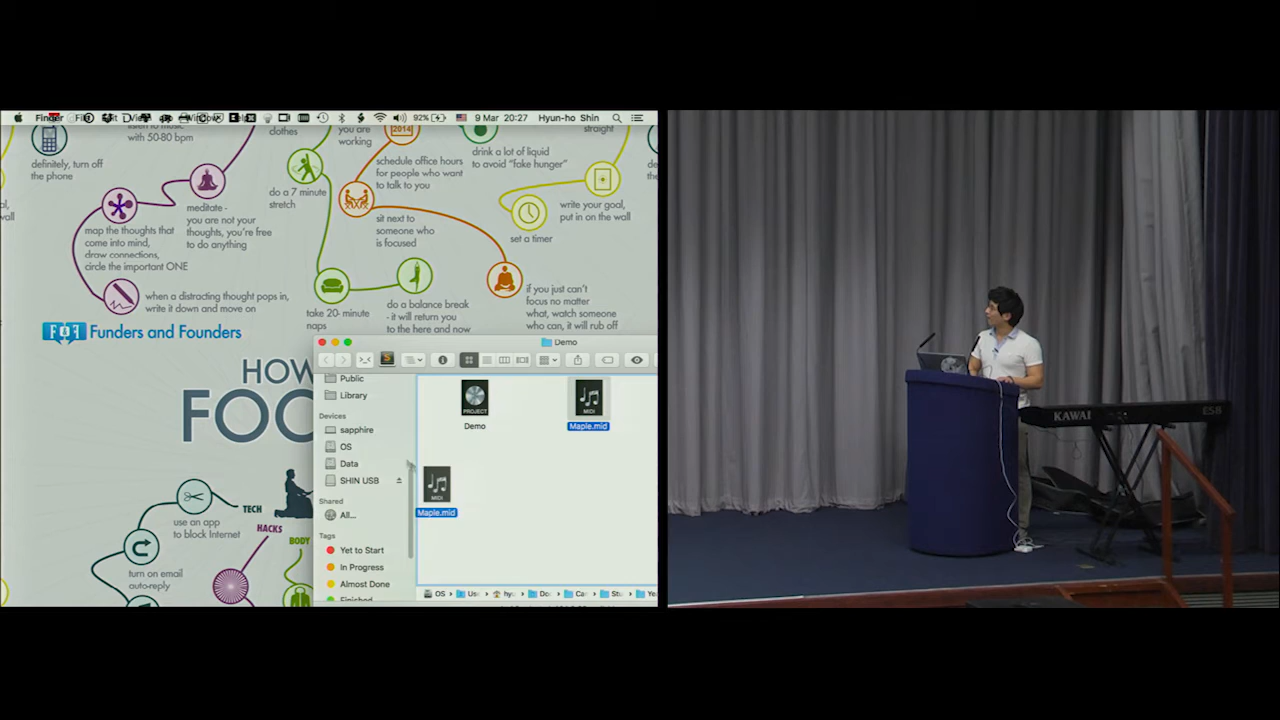 Finder
92%
9 Mar 20:27
Hyun-ho Shin
with 50-80 bpm
definitely, turn off
the phone
clothes
you are
working
2014
schedule office hours
for people who want
to talk to you
drink a lot of liquid
to avoid "fake hunger"
straight
do a 7 minute
stretch
meditate -
you are not your
thoughts, you're free
to do anything
map the thoughts that
come into mind,
draw connections,
circle the important ONE
sit next to
someone who
is focused
set a timer
write your goal,
put in on the wall
when a distracting thought pops in,
write it down and move on
take 20- minute
naps
do a balance break
- it will return you
to the here and now
if you just can't
focus no matter
what, watch someone
who can, it will rub off
Funders and Founders
HOW
FOC
TECH
HACKS
BODY
use an app
to block Internet
turn on email
auto-reply
Demo
Public
Library
Devices
sapphire
OS
Data
SHIN USB
Shared
All...
Tags
Yet to Start
In Progress
Almost Done
Finished
PROJECT
Demo
MIDI
Maple.mid
MIDI
Maple.mid
OS
Use
hyu
Do
Ca
Stu
Yea
KAWAI
ES8